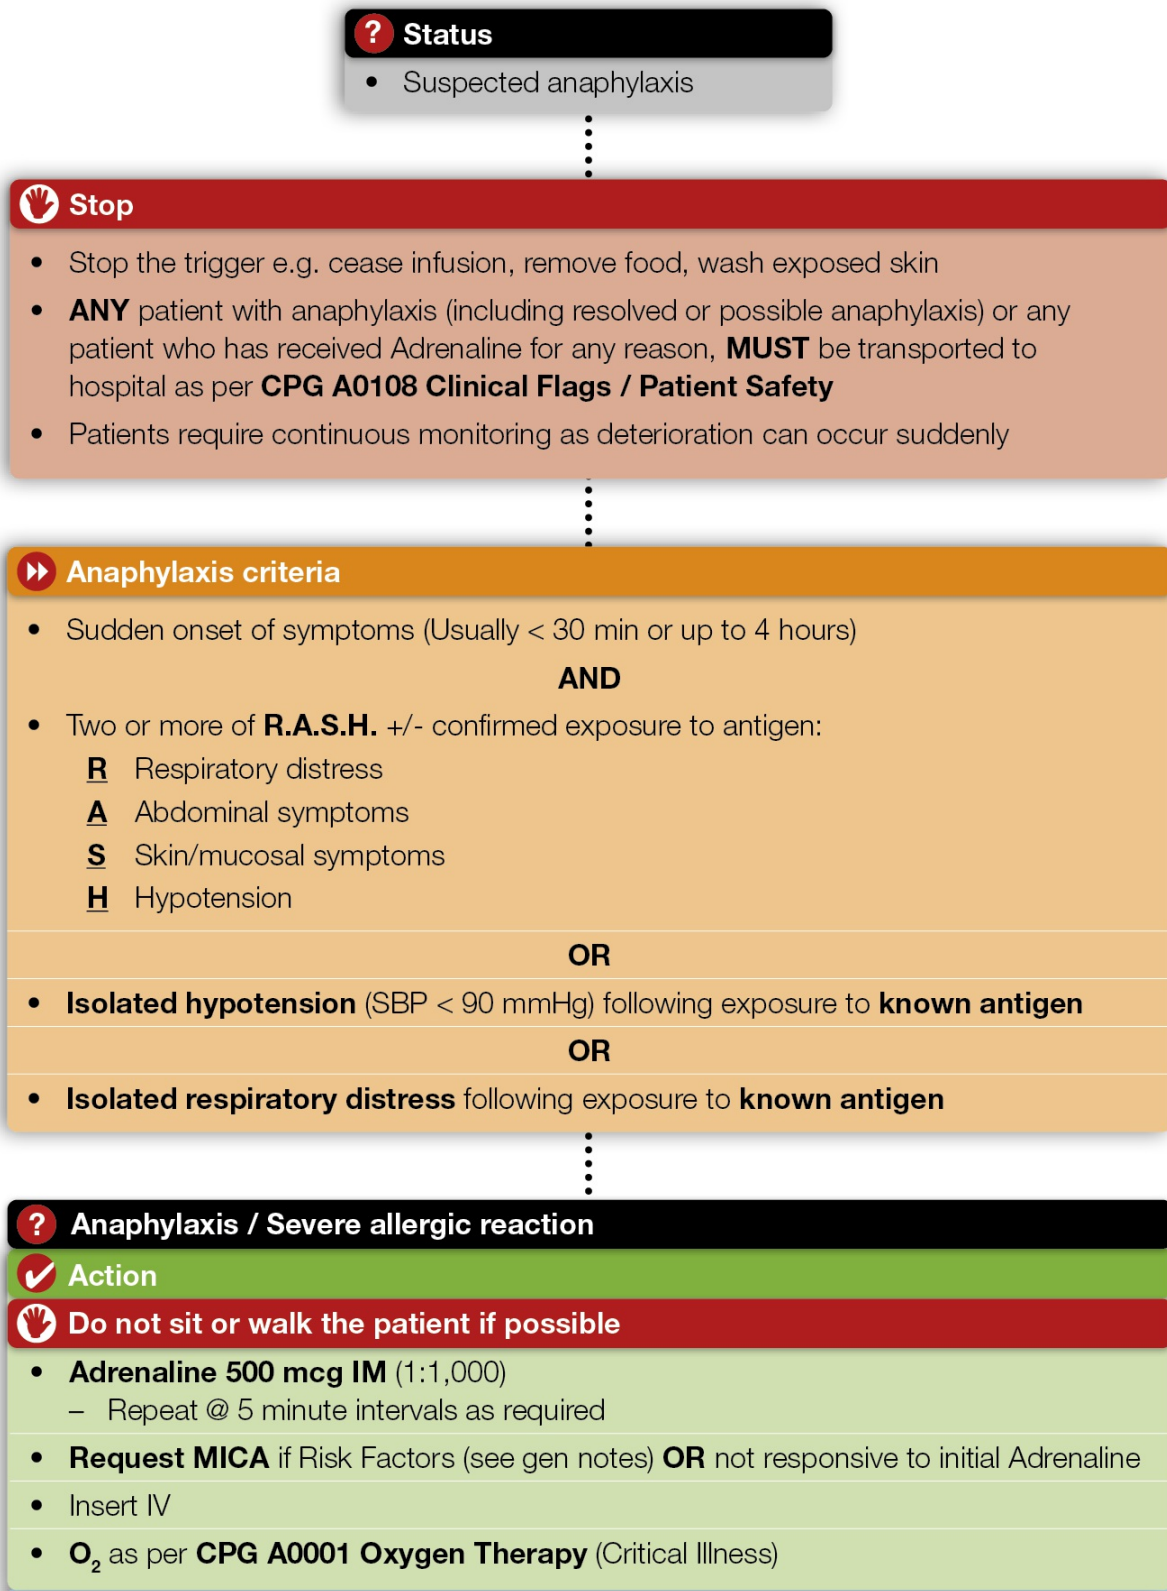 ? Status
• Suspected anaphylaxis
Stop
• Stop the trigger e.g. cease infusion, remove food, wash exposed skin
• ANY patient with anaphylaxis (including resolved or possible anaphylaxis) or any
patient who has received Adrenaline for any reason, MUST be transported to
hospital as per CPG A0108 Clinical Flags / Patient Safety
• Patients require continuous monitoring as deterioration can occur suddenly
Anaphylaxis criteria
• Sudden onset of symptoms (Usually < 30 min or up to 4 hours)
AND
• Two or more of R.A.S.H. +/- confirmed exposure to antigen:
R Respiratory distress
A Abdominal symptoms
S Skin/mucosal symptoms
H Hypotension
OR
• Isolated hypotension (SBP < 90 mmHg) following exposure to known antigen
OR
• Isolated respiratory distress following exposure to known antigen
? Anaphylaxis / Severe allergic reaction
Action
Do not sit or walk the patient if possible
• Adrenaline 500 mcg IM (1:1,000)
– Repeat @ 5 minute intervals as required
• Request MICA if Risk Factors (see gen notes) OR not responsive to initial Adrenaline
• Insert IV
• O₂ as per CPG A0001 Oxygen Therapy (Critical Illness)